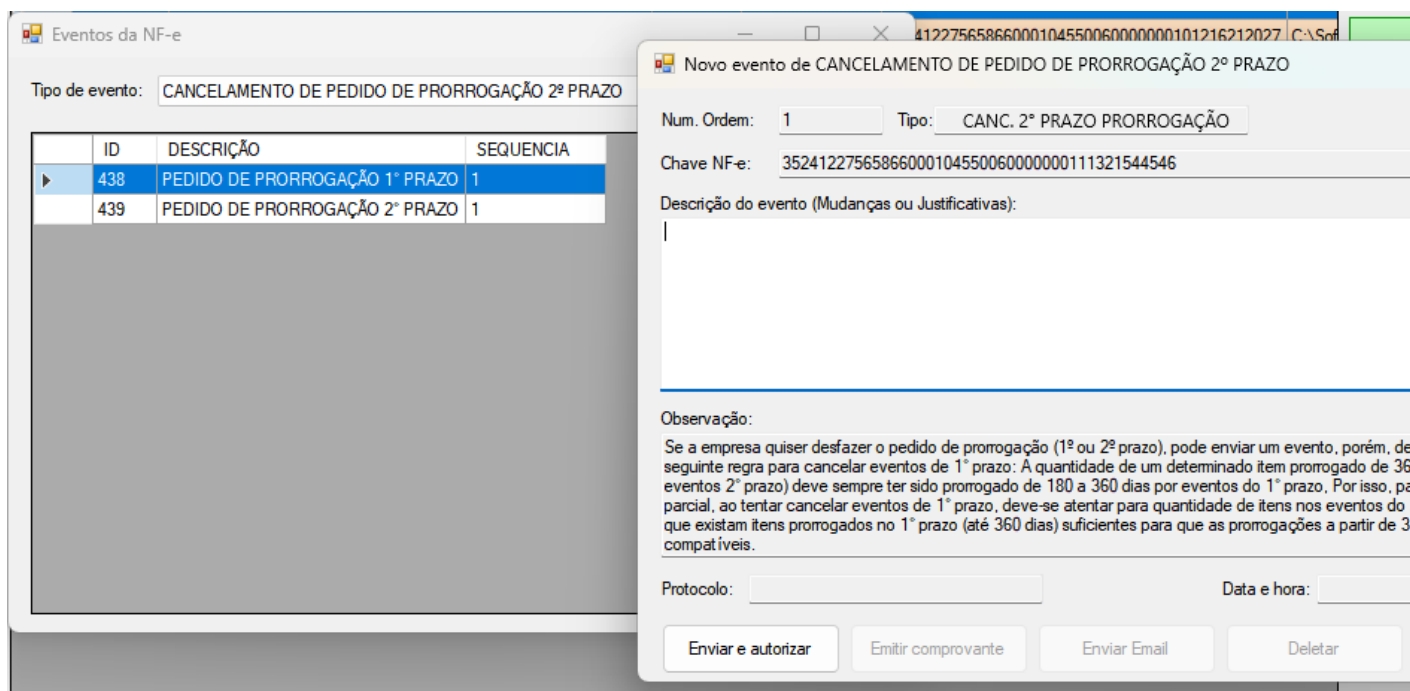 Eventos da NF-e
Tipo de evento: CANCELAMENTO DE PEDIDO DE PRORROGAÇÃO 2º PRAZO
ID DESCRIÇÃO SEQUENCIA
438 PEDIDO DE PRORROGAÇÃO 1° PRAZO 1
439 PEDIDO DE PRORROGAÇÃO 2° PRAZO 1
41227565866000104550060000000101216212027 C:\Sof
Novo evento de CANCELAMENTO DE PEDIDO DE PRORROGAÇÃO 2º PRAZO
Num. Ordem: 1 Tipo: CANC. 2° PRAZO PRORROGAÇÃO
Chave NF-e: 35241227565866000104550060000000111321544546
Descrição do evento (Mudanças ou Justificativas):
Observação:
Se a empresa quiser desfazer o pedido de prorrogação (1º ou 2º prazo), pode enviar um evento, porém, de
seguinte regra para cancelar eventos de 1° prazo: A quantidade de um determinado item prorrogado de 36
eventos 2° prazo) deve sempre ter sido prorrogado de 180 a 360 dias por eventos do 1° prazo, Por isso, pa
parcial, ao tentar cancelar eventos de 1° prazo, deve-se atentar para quantidade de itens nos eventos do
que existam itens prorrogados no 1° prazo (até 360 dias) suficientes para que as prorrogações a partir de 3
compatíveis.
Protocolo: Data e hora:
Enviar e autorizar Emitir comprovante Enviar Email Deletar